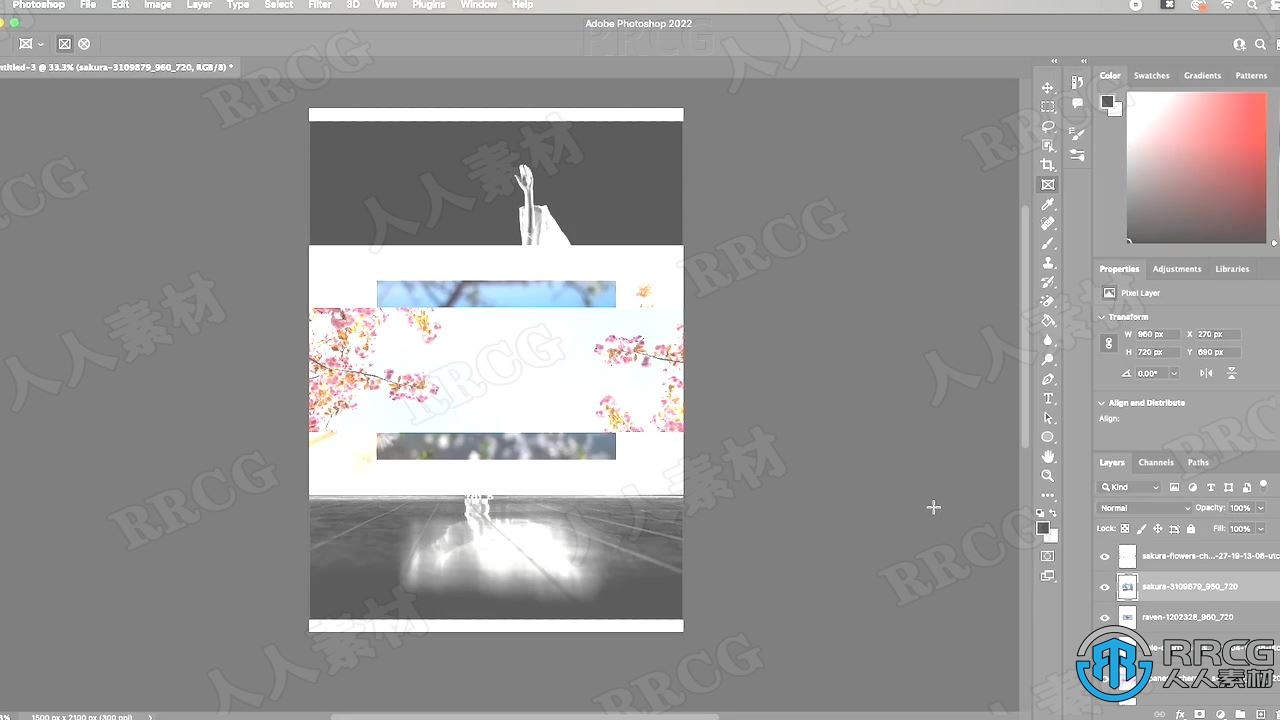 Photoshop File Edit Image Layer Type Select Filter 3D View Plugins Window Help
Adobe Photoshop 2022
ntitled-3 @ 33.3% (sakura-3109879_960_720, RGB/8) *
Color Swatches Gradients Patterns
Properties Adjustments Libraries
Pixel Layer
Transform
W 960 px X 270 px
H 720 px Y 690 px
0.00°
Align and Distribute
Align:
Layers Channels Paths
Kind
Normal Opacity: 100%
Lock: Fill: 100%
sakura-flowers-ch...-27-19-13-08-utc
sakura-3109879_960_720
raven-1202328_960_720
1500 px x 2100 px (300 ppi)
RRCG
人人素材